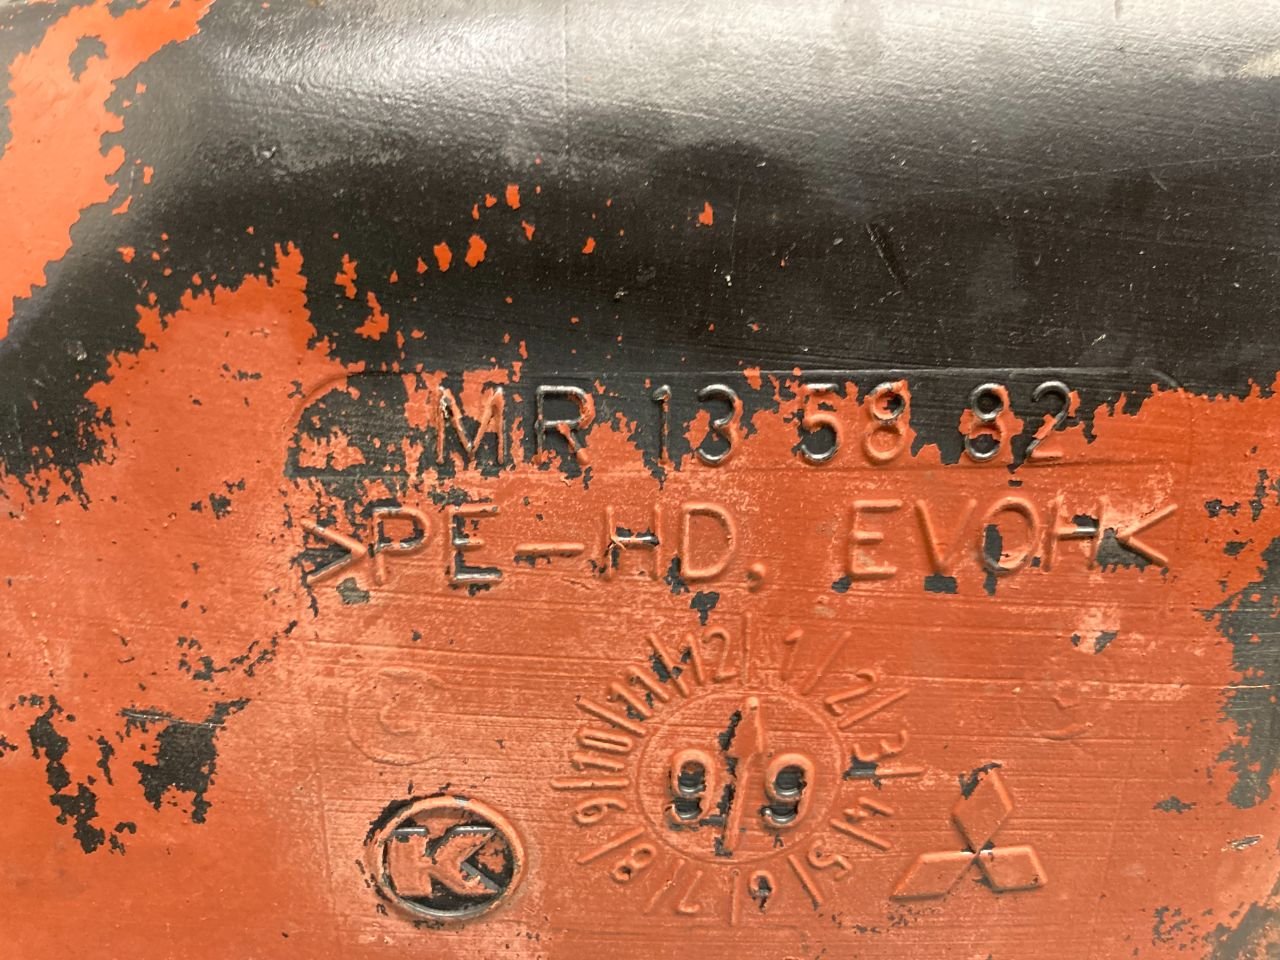 MR 13 58 82
>PE-HD, EVOH<
12 1 2 3 4 5 6 7 8 9 10 11
99
K